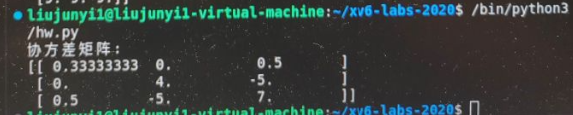 liujunyi1@liujunyi1-virtual-machine:~/xv6-labs-2020$ /bin/python3
/hw.py
协方差矩阵：
[[ 0.33333333  0.          0.5       ]
[ 0.          4.         -5.        ]
[ 0.5        -5.          7.        ]]
liujunyi1@liujunyi1-virtual-machine:~/xv6-labs-2020$